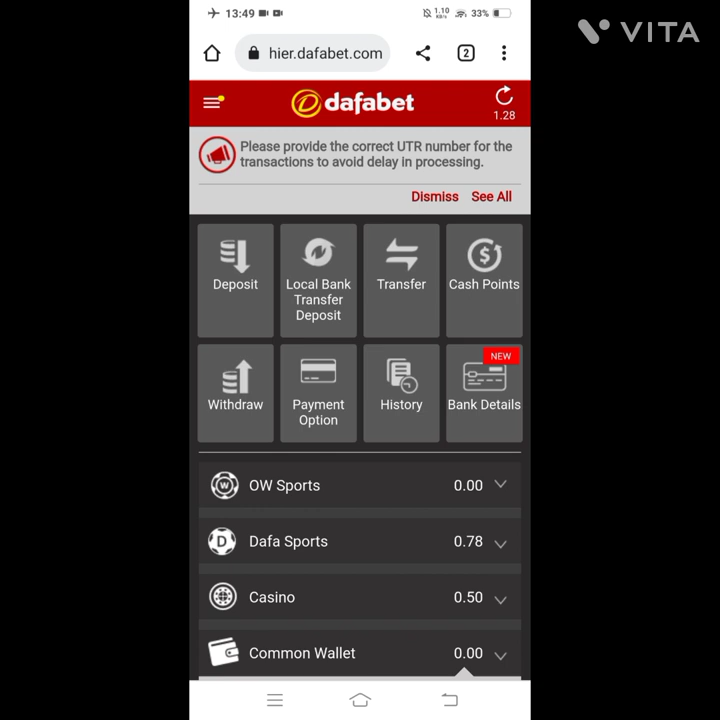 13:49
1.10
KB/s
33%
VITA
hier.dafabet.com
2
dafabet
1.28
Please provide the correct UTR number for the
transactions to avoid delay in processing.
Dismiss See All
Deposit
Local Bank
Transfer
Deposit
Transfer
Cash Points
Withdraw
Payment
Option
History
NEW
Bank Details
W
OW Sports 0.00
D
Dafa Sports 0.78
Casino 0.50
Common Wallet 0.00